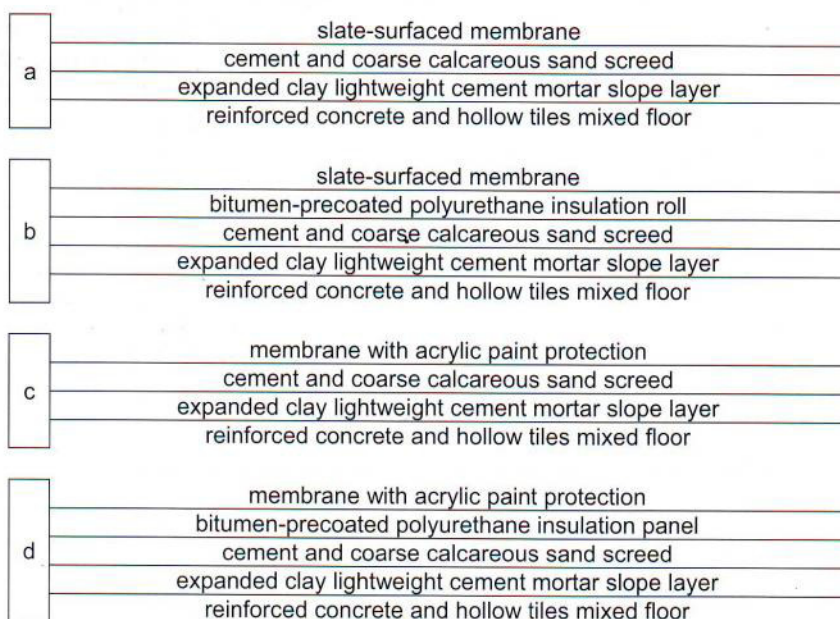 a
slate-surfaced membrane
cement and coarse calcareous sand screed
expanded clay lightweight cement mortar slope layer
reinforced concrete and hollow tiles mixed floor
b
slate-surfaced membrane
bitumen-precoated polyurethane insulation roll
cement and coarse calcareous sand screed
expanded clay lightweight cement mortar slope layer
reinforced concrete and hollow tiles mixed floor
c
membrane with acrylic paint protection
cement and coarse calcareous sand screed
expanded clay lightweight cement mortar slope layer
reinforced concrete and hollow tiles mixed floor
d
membrane with acrylic paint protection
bitumen-precoated polyurethane insulation panel
cement and coarse calcareous sand screed
expanded clay lightweight cement mortar slope layer
reinforced concrete and hollow tiles mixed floor